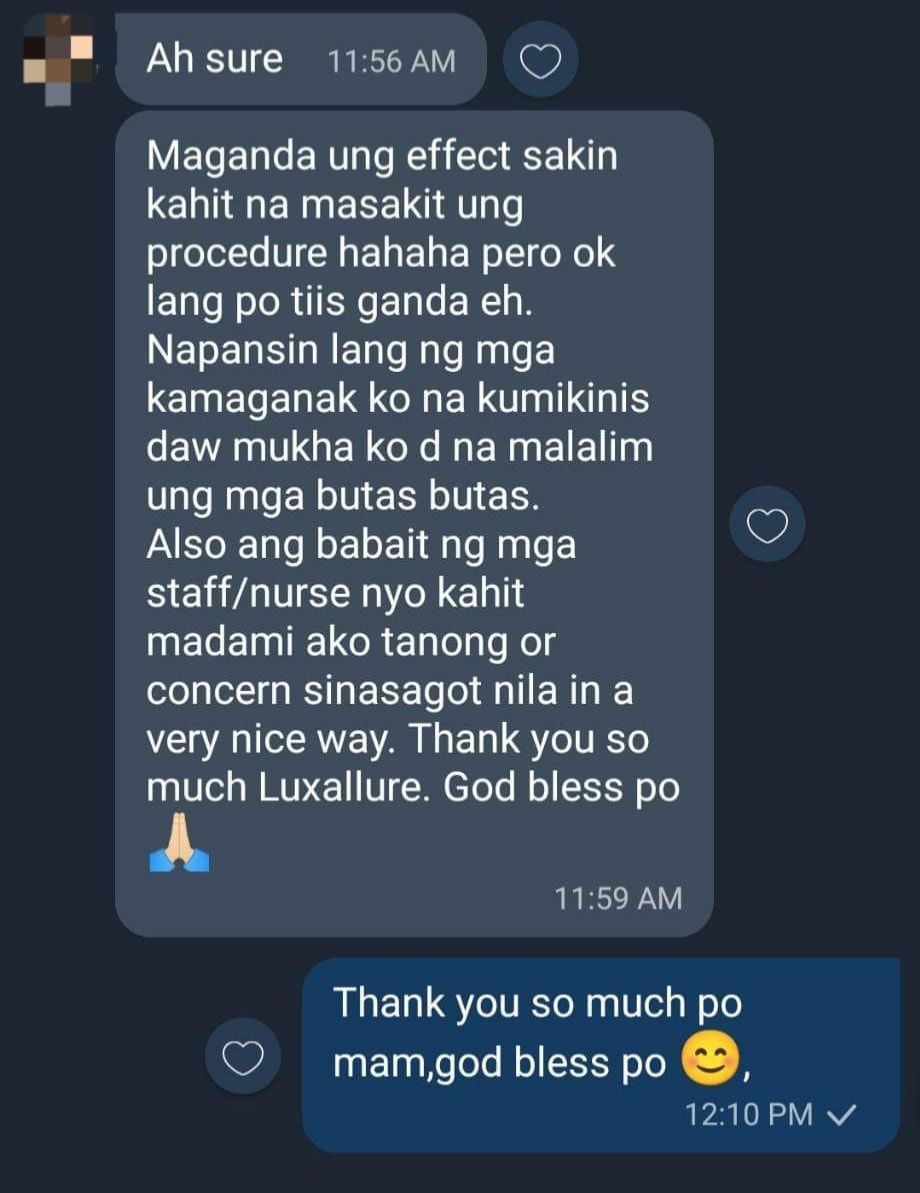 Ah sure 11:56 AM
Maganda ung effect sakin
kahit na masakit ung
procedure hahaha pero ok
lang po tiis ganda eh.
Napansin lang ng mga
kamaganak ko na kumikinis
daw mukha ko d na malalim
ung mga butas butas.
Also ang babait ng mga
staff/nurse nyo kahit
madami ako tanong or
concern sinasagot nila in a
very nice way. Thank you so
much Luxallure. God bless po
🙏🏻
11:59 AM
Thank you so much po
mam,god bless po 😊,
12:10 PM